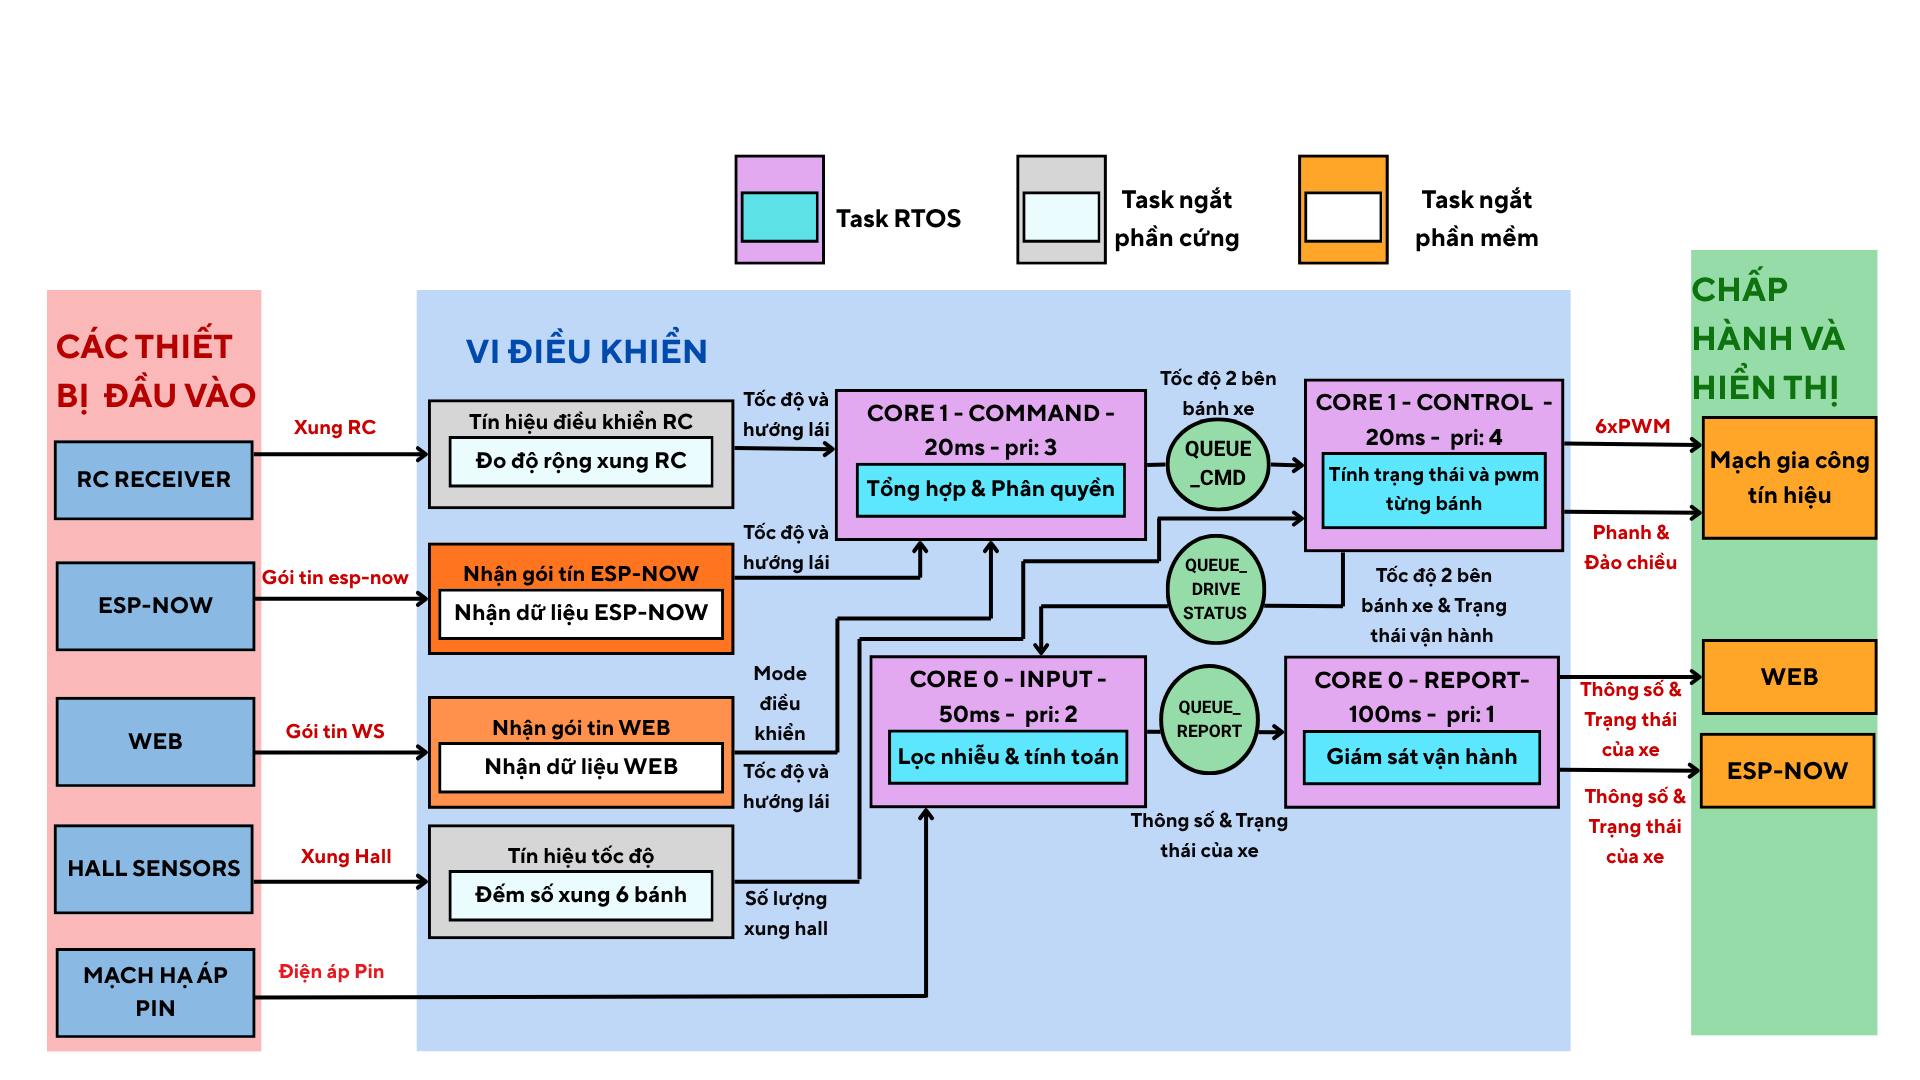 Task RTOS
Task ngắt
phần cứng
Task ngắt
phần mềm
CÁC THIẾT
BỊ ĐẦU VÀO
RC RECEIVER
ESP-NOW
WEB
HALL SENSORS
MẠCH HẠ ÁP
PIN
Xung RC
Gói tin esp-now
Gói tin WS
Xung Hall
Điện áp Pin
VI ĐIỀU KHIỂN
Tín hiệu điều khiển RC
Đo độ rộng xung RC
Nhận gói tín ESP-NOW
Nhận dữ liệu ESP-NOW
Nhận gói tin WEB
Nhận dữ liệu WEB
Tín hiệu tốc độ
Đếm số xung 6 bánh
Tốc độ và
hướng lái
Tốc độ và
hướng lái
Mode
điều
khiển
Tốc độ và
hướng lái
Số lượng
xung hall
CORE 1 - COMMAND -
20ms - pri: 3
Tổng hợp & Phân quyền
Tốc độ 2 bên
bánh xe
QUEUE
_CMD
CORE 1 - CONTROL -
20ms - pri: 4
Tính trạng thái và pwm
từng bánh
QUEUE_
DRIVE
STATUS
Tốc độ 2 bên
bánh xe & Trạng
thái vận hành
CORE 0 - INPUT -
50ms - pri: 2
Lọc nhiễu & tính toán
QUEUE_
REPORT
Thông số & Trạng
thái của xe
CORE 0 - REPORT-
100ms - pri: 1
Giám sát vận hành
6xPWM
Phanh &
Đảo chiều
Thông số &
Trạng thái
của xe
Thông số &
Trạng thái
của xe
CHẤP
HÀNH VÀ
HIỂN THỊ
Mạch gia công
tín hiệu
WEB
ESP-NOW